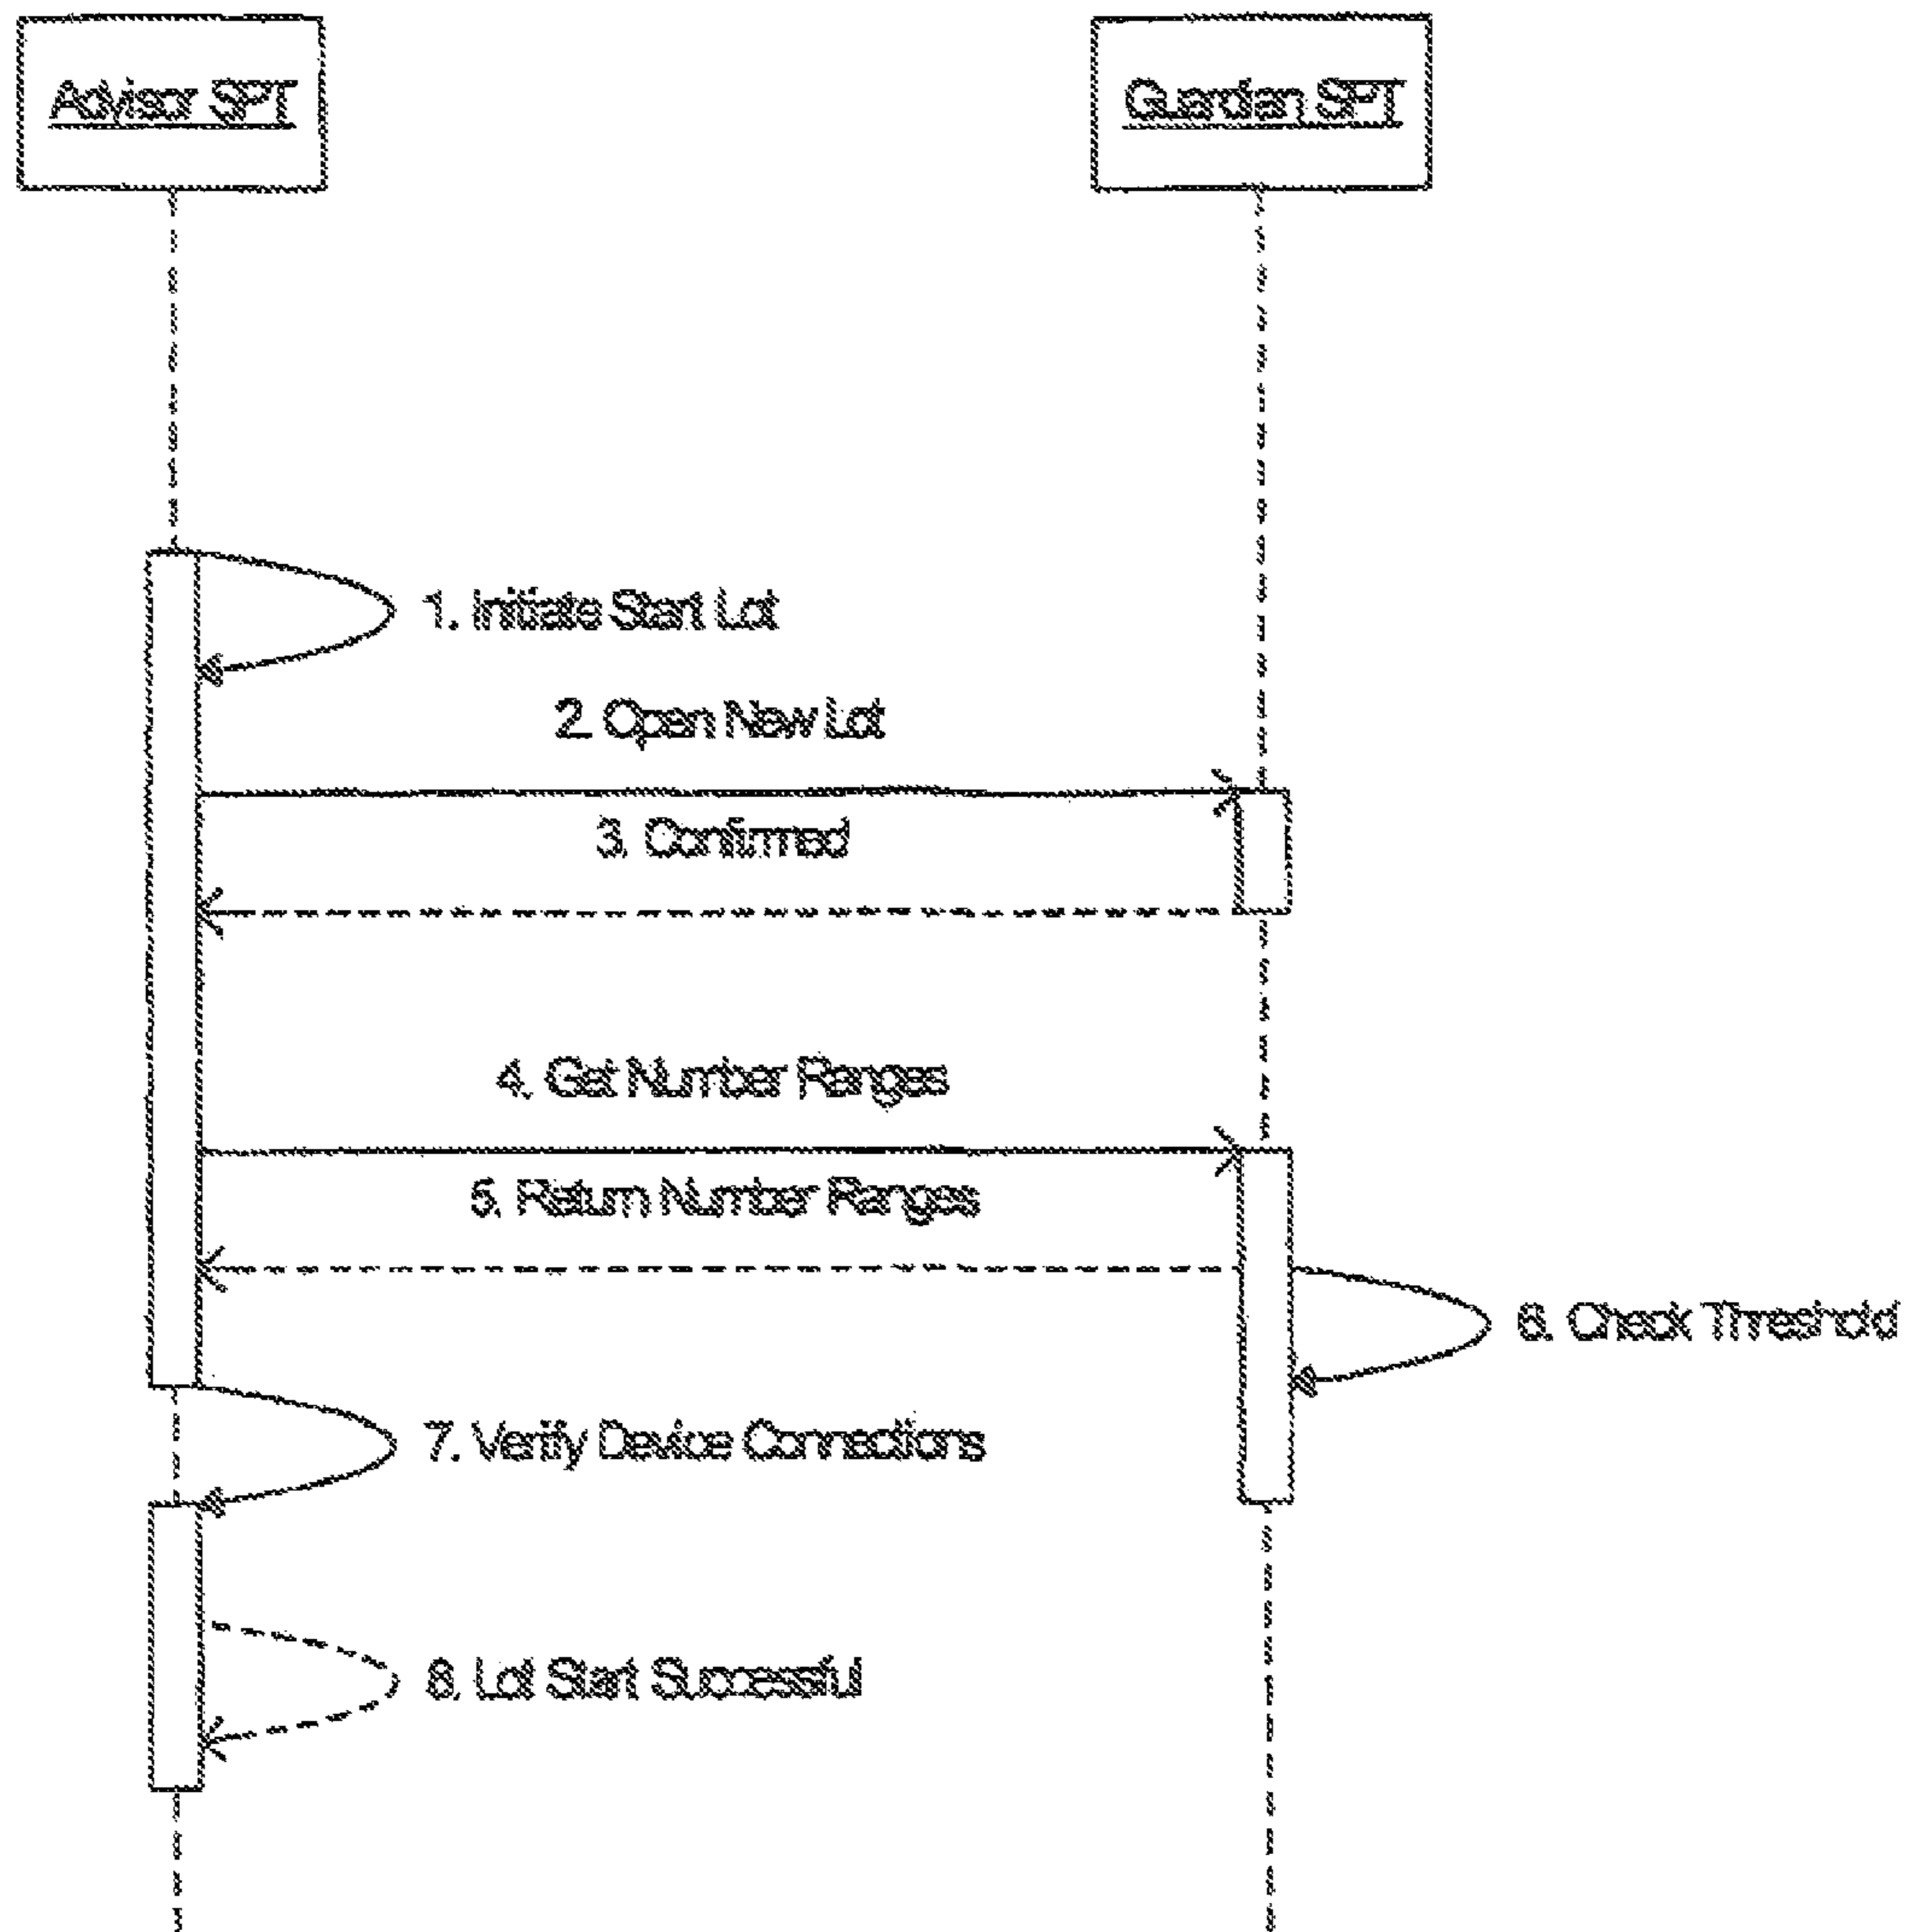 Advisor SPT
Guardian SPT
1. Initiate Start Lot
2. Open New Lot
3. Confirmed
4. Get Number Ranges
5. Return Number Ranges
6. Check Threshold
7. Verify Device Connections
8. Lot Start Successful